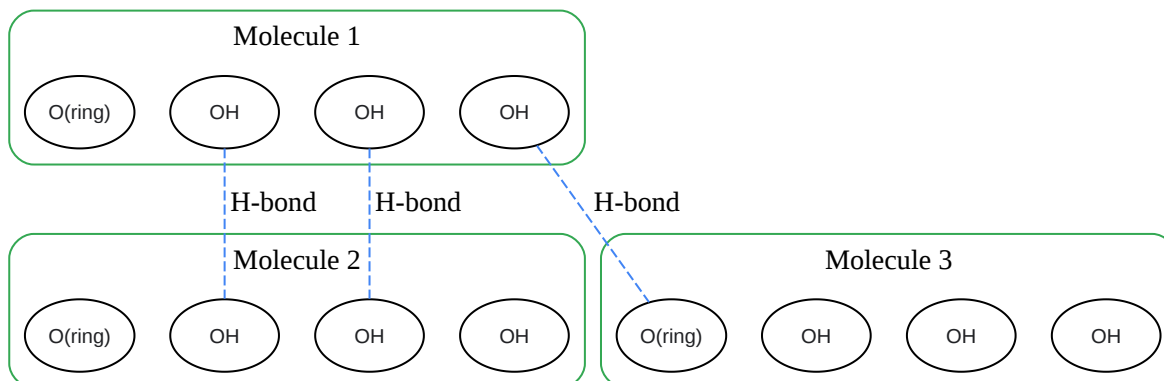 Molecule 1
O(ring) OH OH OH
H-bond H-bond H-bond
Molecule 2 Molecule 3
O(ring) OH OH OH O(ring) OH OH OH